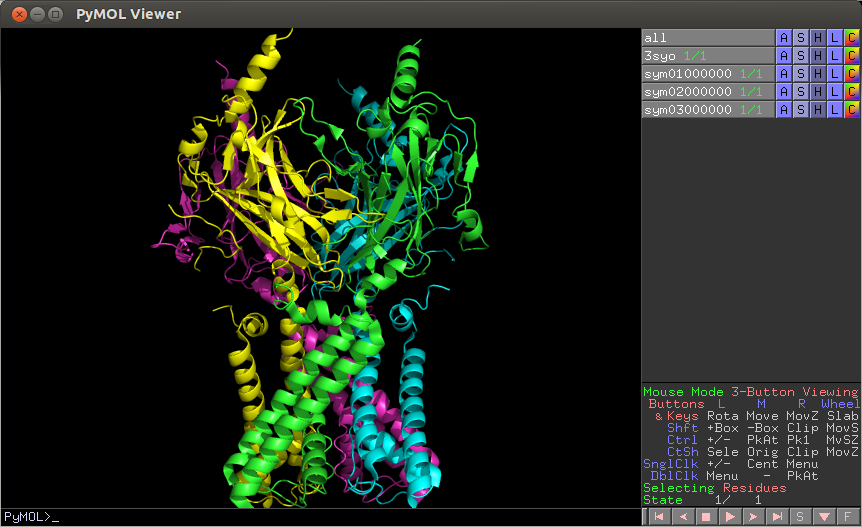 PyMOL Viewer
all A S H L C
3syo 1/1 A S H L C
sym01000000 1/1 A S H L C
sym02000000 1/1 A S H L C
sym03000000 1/1 A S H L C
Mouse Mode 3-Button Viewing
Buttons L M R Wheel
& Keys Rota Move MovZ Slab
Shft +Box -Box Clip MovS
Ctrl +/- PkAt Pk1 MvSZ
CtSh Sele Orig Clip MovZ
SnglClk +/- Cent Menu
DblClk Menu - PkAt
Selecting Residues
State 1/ 1
PyMOL>_ S F